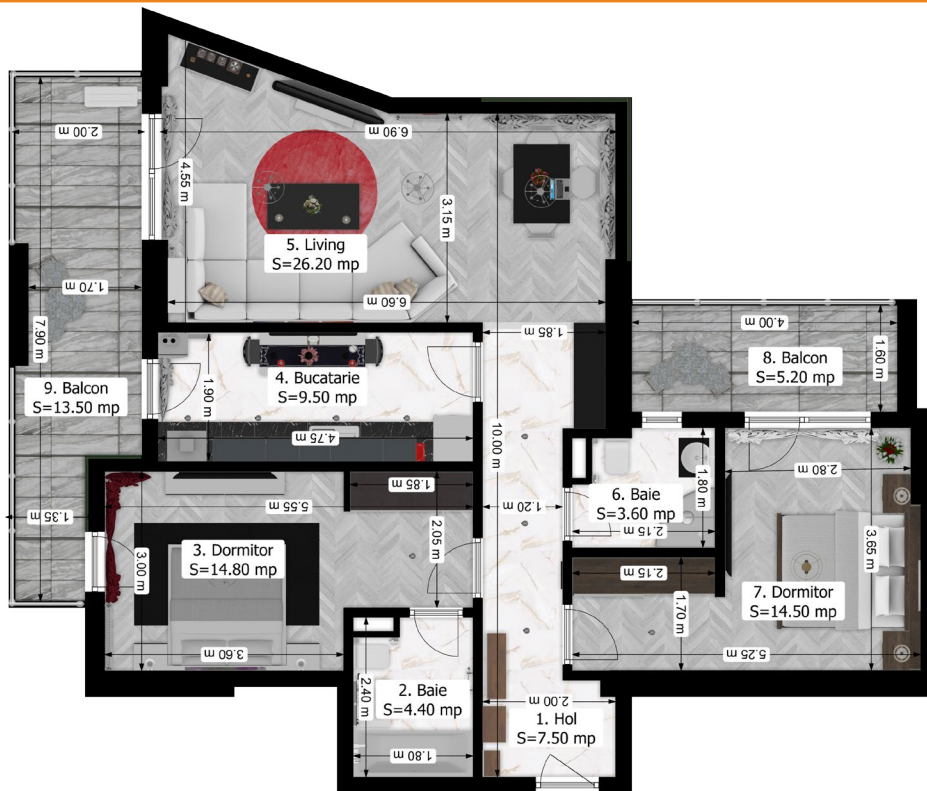 2.00 m
6.90 m
4.55 m
3.15 m
5. Living
S=26.20 mp
1.70 m
6.60 m
7.90 m
1.85 m
4.00 m
1.60 m
8. Balcon
S=5.20 mp
9. Balcon
S=13.50 mp
1.90 m
4. Bucatarie
S=9.50 mp
4.75 m
10.00 m
2.80 m
1.80 m
6. Baie
S=3.60 mp
2.15 m
1.35 m
5.55 m
1.85 m
1.20 m
2.05 m
3.00 m
3. Dormitor
S=14.80 mp
3.65 m
2.15 m
7. Dormitor
S=14.50 mp
1.70 m
3.60 m
5.25 m
2.40 m
2. Baie
S=4.40 mp
1.80 m
2.00 m
1. Hol
S=7.50 mp